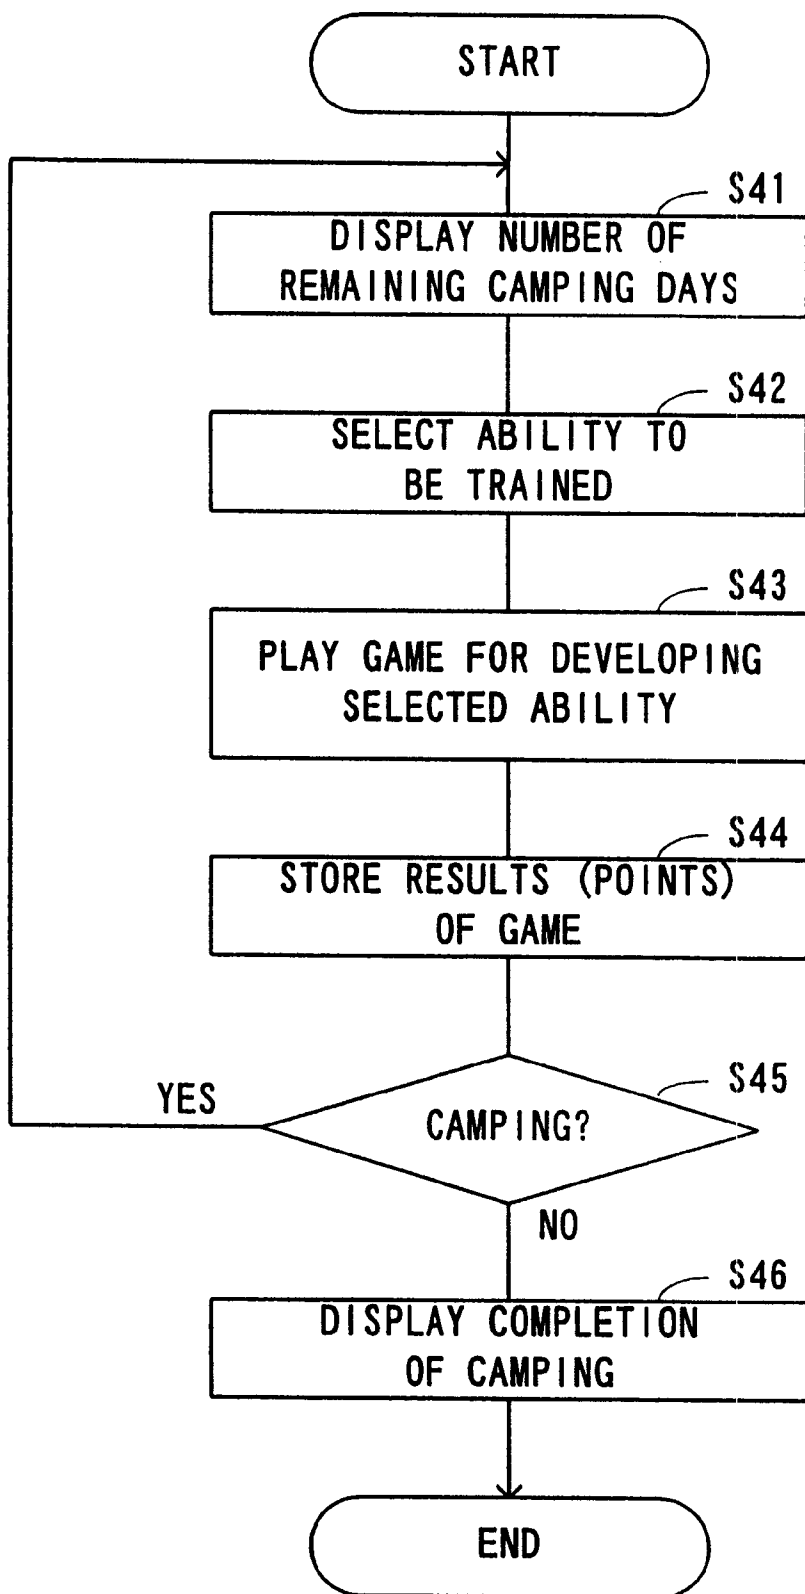 START
S41
DISPLAY NUMBER OF
REMAINING CAMPING DAYS
S42
SELECT ABILITY TO
BE TRAINED
S43
PLAY GAME FOR DEVELOPING
SELECTED ABILITY
S44
STORE RESULTS (POINTS)
OF GAME
S45
YES
CAMPING?
NO
S46
DISPLAY COMPLETION
OF CAMPING
END